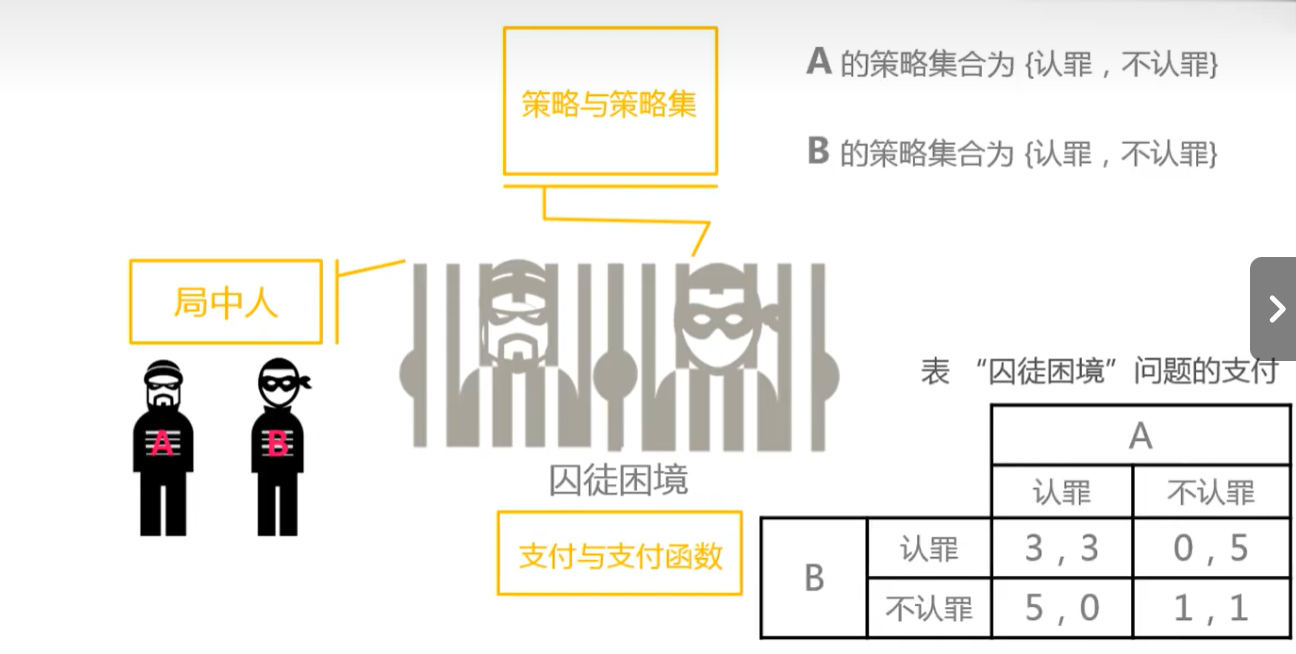 策略与策略集
A 的策略集合为 {认罪，不认罪}
B 的策略集合为 {认罪，不认罪}
局中人
A
B
囚徒困境
支付与支付函数
表 “囚徒困境”问题的支付
A
认罪 不认罪
B
认罪 3 , 3 0 , 5
不认罪 5 , 0 1 , 1